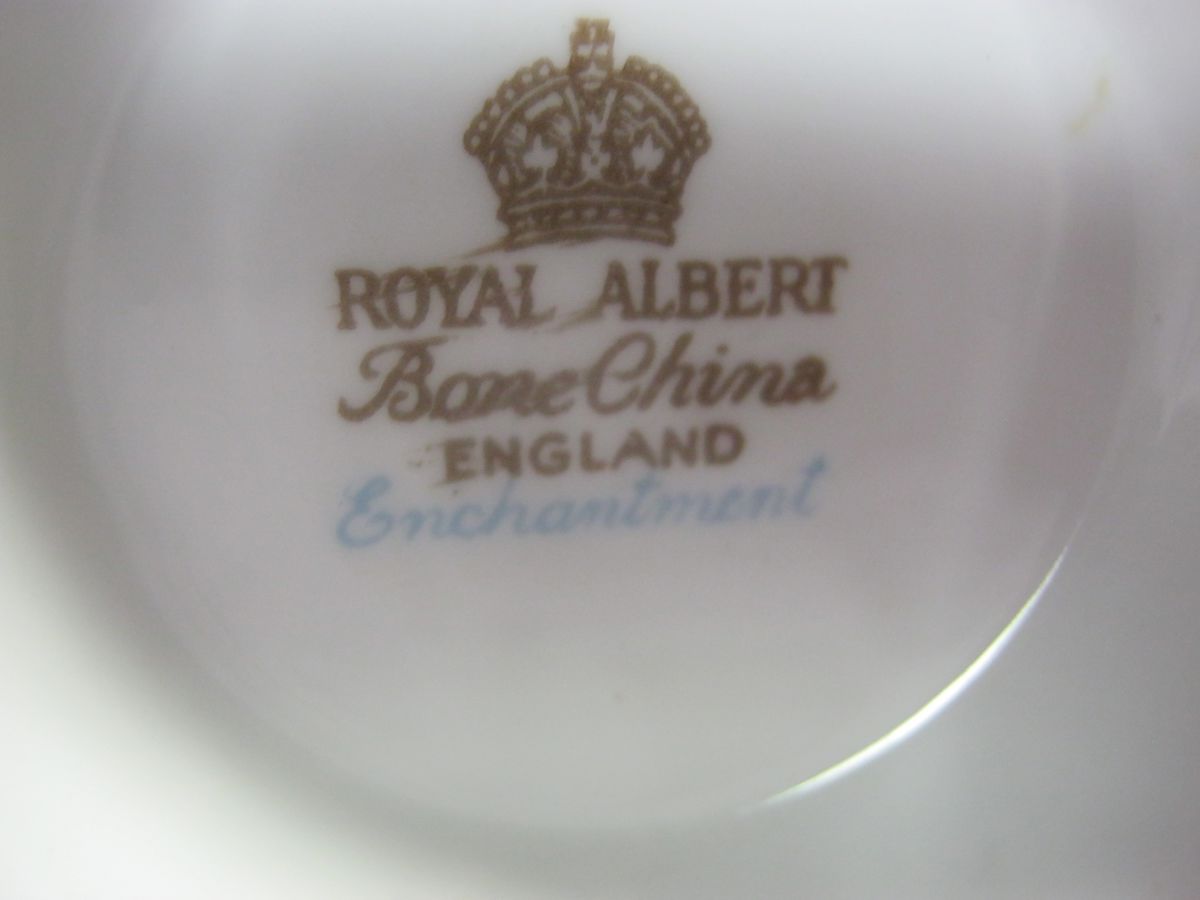 ROYAL ALBERT
Bone China
ENGLAND
Enchantment